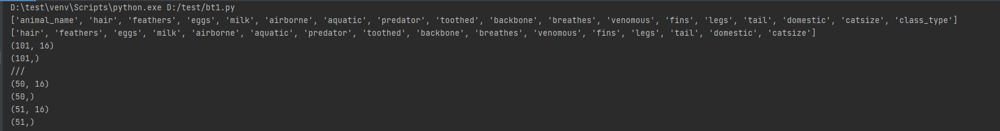 D:\test\venv\Scripts\python.exe D:/test/bt1.py
['animal_name', 'hair', 'feathers', 'eggs', 'milk', 'airborne', 'aquatic', 'predator', 'toothed', 'backbone', 'breathes', 'venomous', 'fins', 'legs', 'tail', 'domestic', 'catsize', 'class_type']
['hair', 'feathers', 'eggs', 'milk', 'airborne', 'aquatic', 'predator', 'toothed', 'backbone', 'breathes', 'venomous', 'fins', 'legs', 'tail', 'domestic', 'catsize']
(101, 16)
(101,)
///
(50, 16)
(50,)
(51, 16)
(51,)